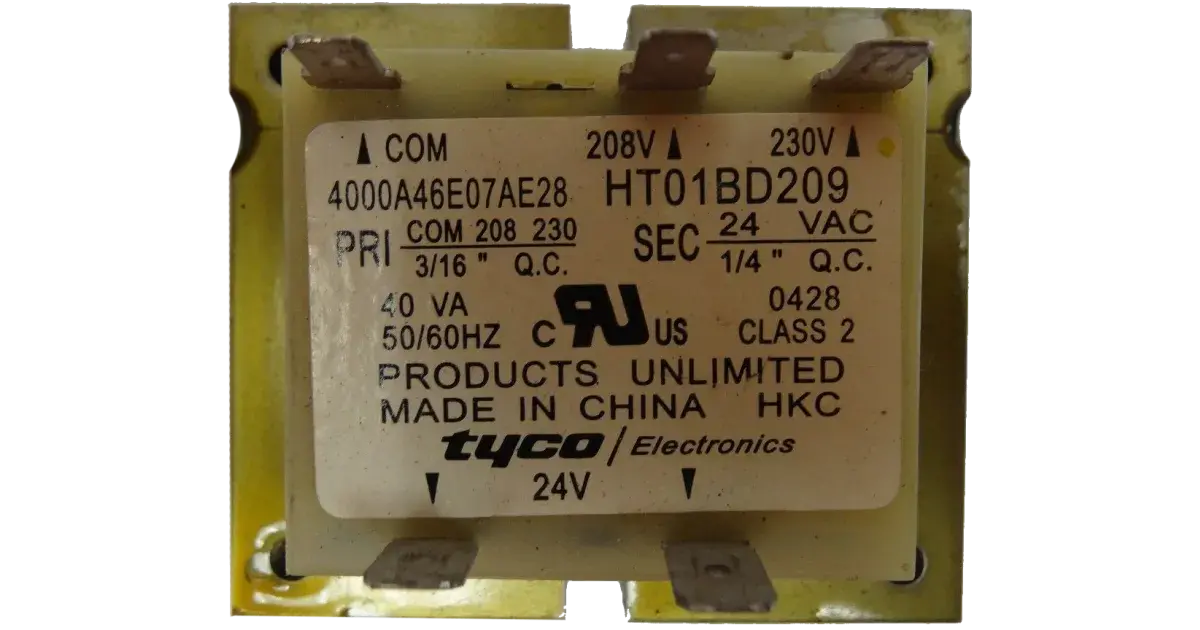 ▲ COM 208V ▲ 230V ▲
4000A46E07AE28 HT01BD209
PRI COM 208 230 SEC 24 VAC
3/16 " Q.C. 1/4 " Q.C.
40 VA 0428
50/60HZ C RU US CLASS 2
PRODUCTS UNLIMITED
MADE IN CHINA HKC
tyco / Electronics
▼ 24V ▼